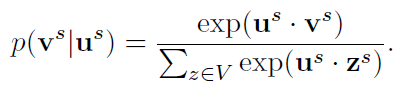 p(v^s|u^s) = exp(u^s · v^s) / ∑_{z∈V} exp(u^s · z^s).